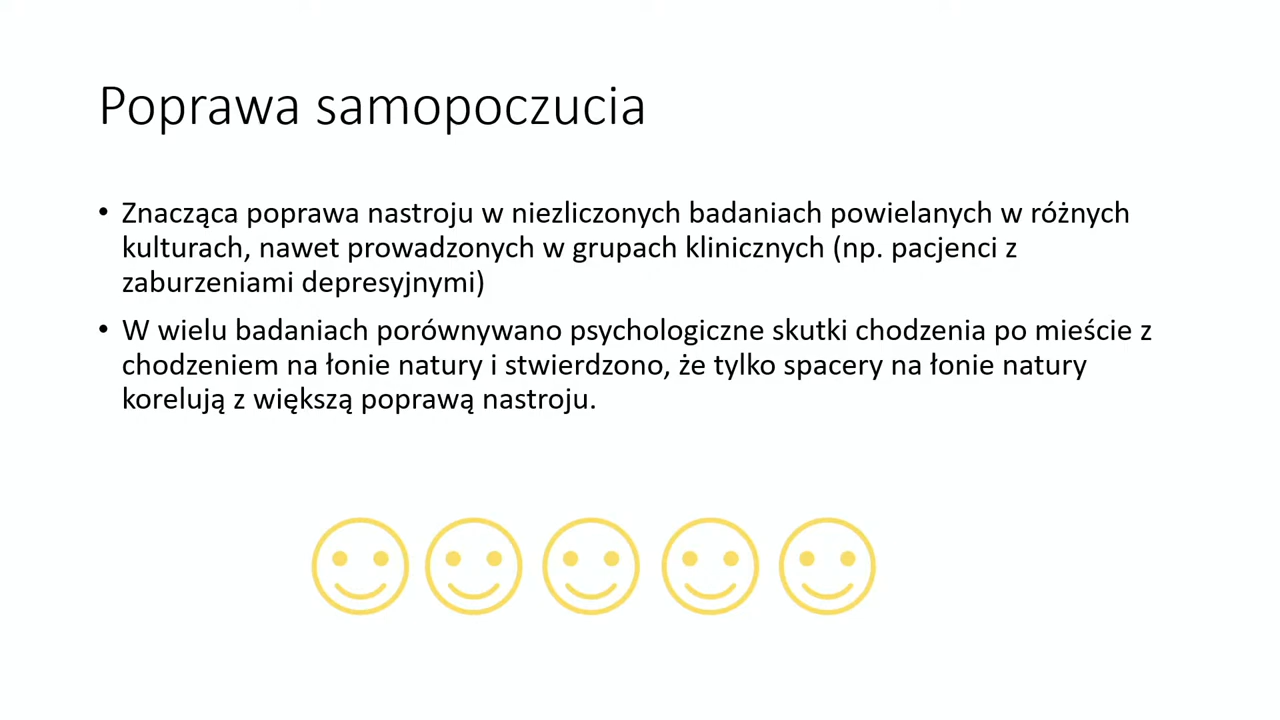 Poprawa samopoczucia
• Znacząca poprawa nastroju w niezliczonych badaniach powielanych w różnych
kulturach, nawet prowadzonych w grupach klinicznych (np. pacjenci z
zaburzeniami depresyjnymi)
• W wielu badaniach porównywano psychologiczne skutki chodzenia po mieście z
chodzeniem na łonie natury i stwierdzono, że tylko spacery na łonie natury
korelują z większą poprawą nastroju.